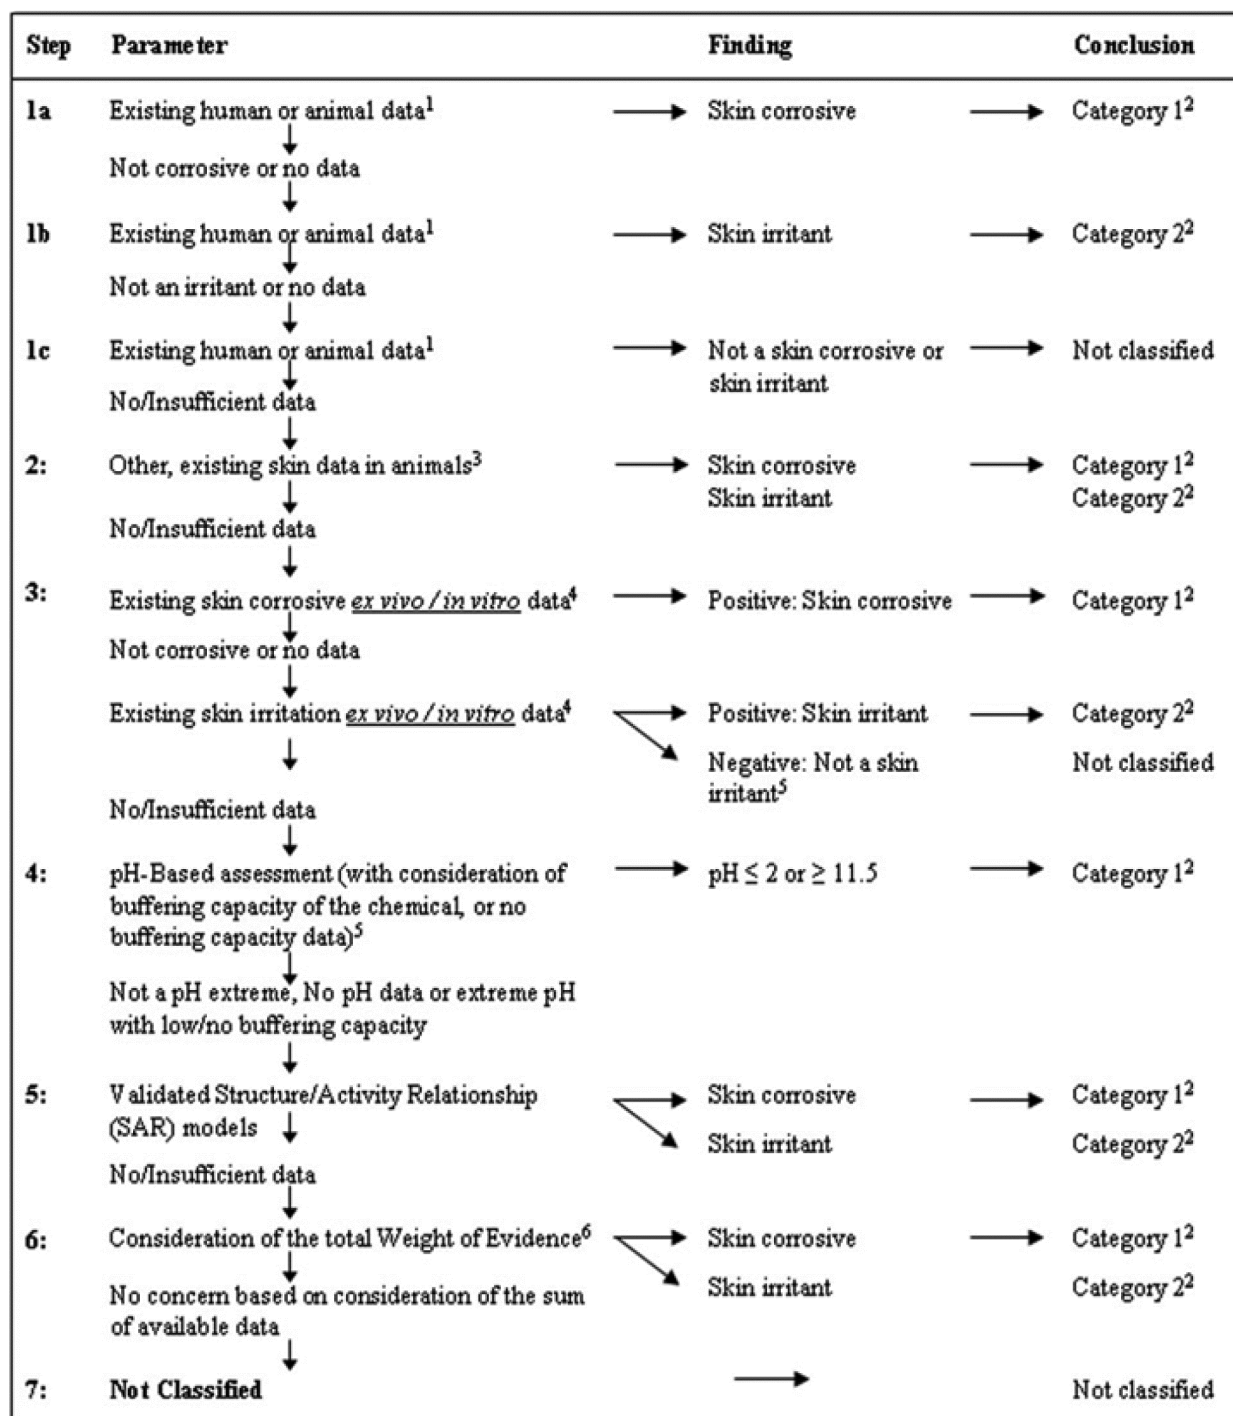 Step Parameter Finding Conclusion
1a Existing human or animal data¹ Skin corrosive Category 1²
Not corrosive or no data
1b Existing human or animal data¹ Skin irritant Category 2²
Not an irritant or no data
1c Existing human or animal data¹ Not a skin corrosive or Not classified
skin irritant
No/Insufficient data
2: Other, existing skin data in animals³ Skin corrosive Category 1²
Skin irritant Category 2²
No/Insufficient data
3: Existing skin corrosive ex vivo / in vitro data⁴ Positive: Skin corrosive Category 1²
Not corrosive or no data
Existing skin irritation ex vivo / in vitro data⁴ Positive: Skin irritant Category 2²
Negative: Not a skin Not classified
irritant⁵
No/Insufficient data
4: pH-Based assessment (with consideration of pH ≤ 2 or ≥ 11.5 Category 1²
buffering capacity of the chemical, or no
buffering capacity data)⁵
Not a pH extreme, No pH data or extreme pH
with low/no buffering capacity
5: Validated Structure/Activity Relationship Skin corrosive Category 1²
(SAR) models Skin irritant Category 2²
No/Insufficient data
6: Consideration of the total Weight of Evidence⁶ Skin corrosive Category 1²
Skin irritant Category 2²
No concern based on consideration of the sum
of available data
7: Not Classified Not classified